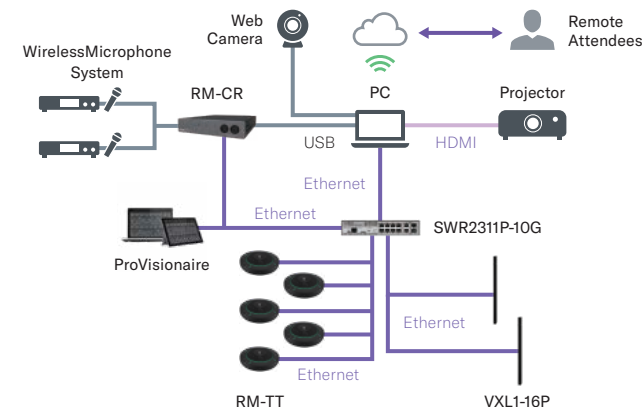 Web
Camera
Remote
Attendees
WirelessMicrophone
System
RM-CR
PC
Projector
USB
HDMI
Ethernet
Ethernet
SWR2311P-10G
ProVisionaire
Ethernet
Ethernet
RM-TT
VXL1-16P